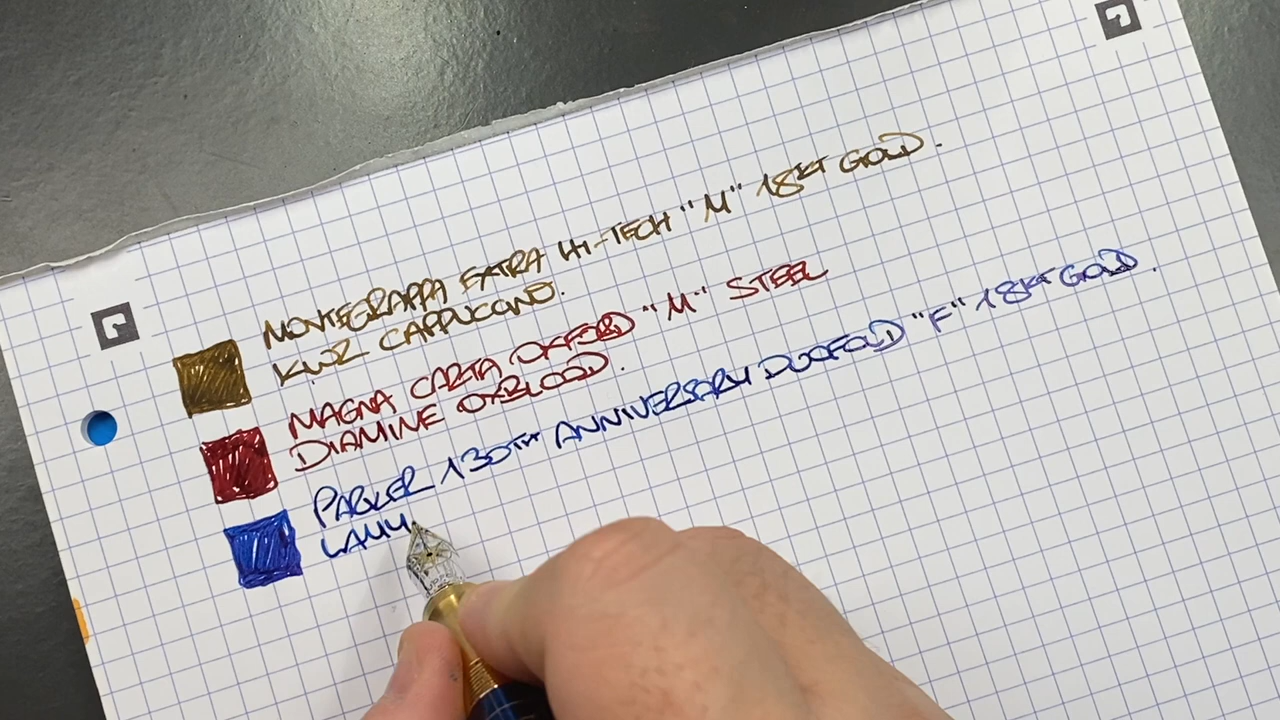 MONTEGRAPPA EXTRA HI-TECH "M" 18KT GOLD.
KWZ CAPPUCCINO.
MAGNA CARTA OXFORD "M" STEEL
DIAMINE OXBLOOD.
PARKER 130TH ANNIVERSARY DUOFOLD "F" 18KT GOLD.
LAMY